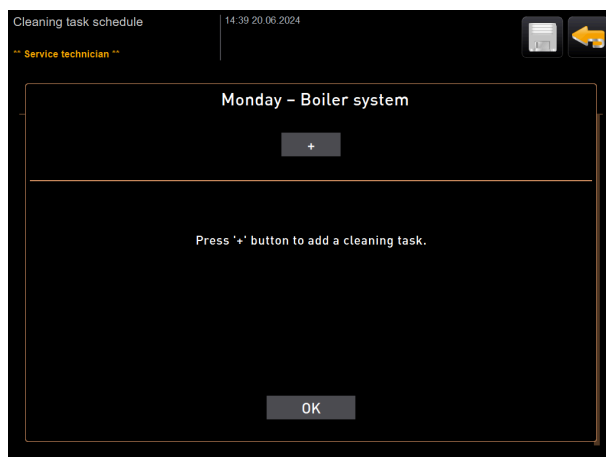 Cleaning task schedule
14:39 20.06.2024
** Service technician **
Monday – Boiler system
+
Press '+' button to add a cleaning task.
OK